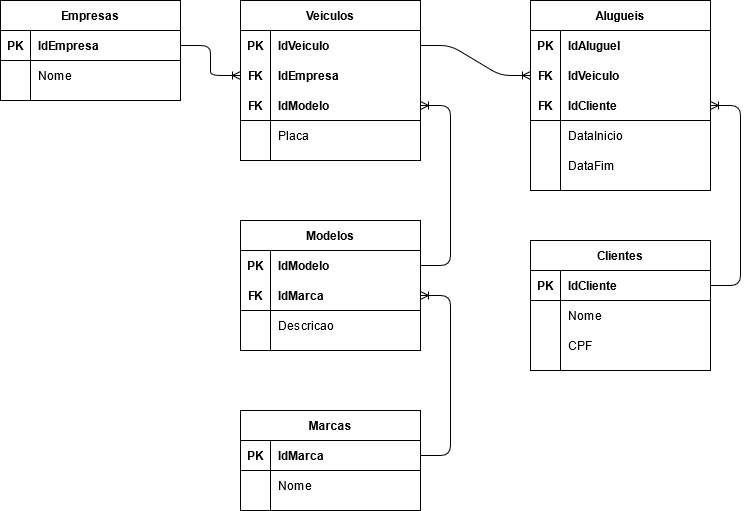 Empresas
PK IdEmpresa
Nome
Veiculos
PK IdVeiculo
FK IdEmpresa
FK IdModelo
Placa
Alugueis
PK IdAluguel
FK IdVeiculo
FK IdCliente
DataInicio
DataFim
Modelos
PK IdModelo
FK IdMarca
Descricao
Clientes
PK IdCliente
Nome
CPF
Marcas
PK IdMarca
Nome